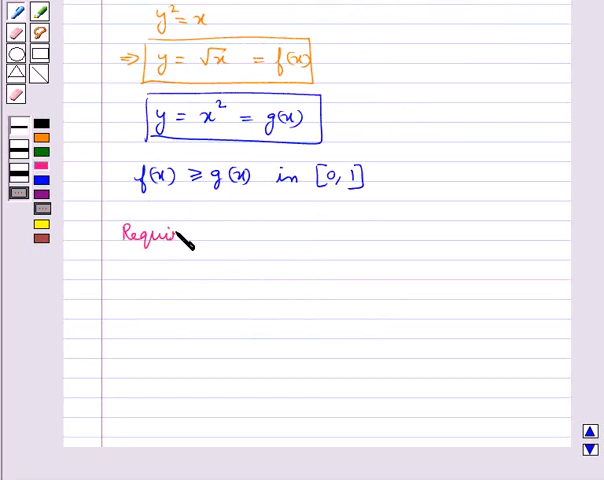 y² = x
⇒ y = √x = f(x)
y = x² = g(x)
f(x) ⩾ g(x) in [0, 1]
Requi